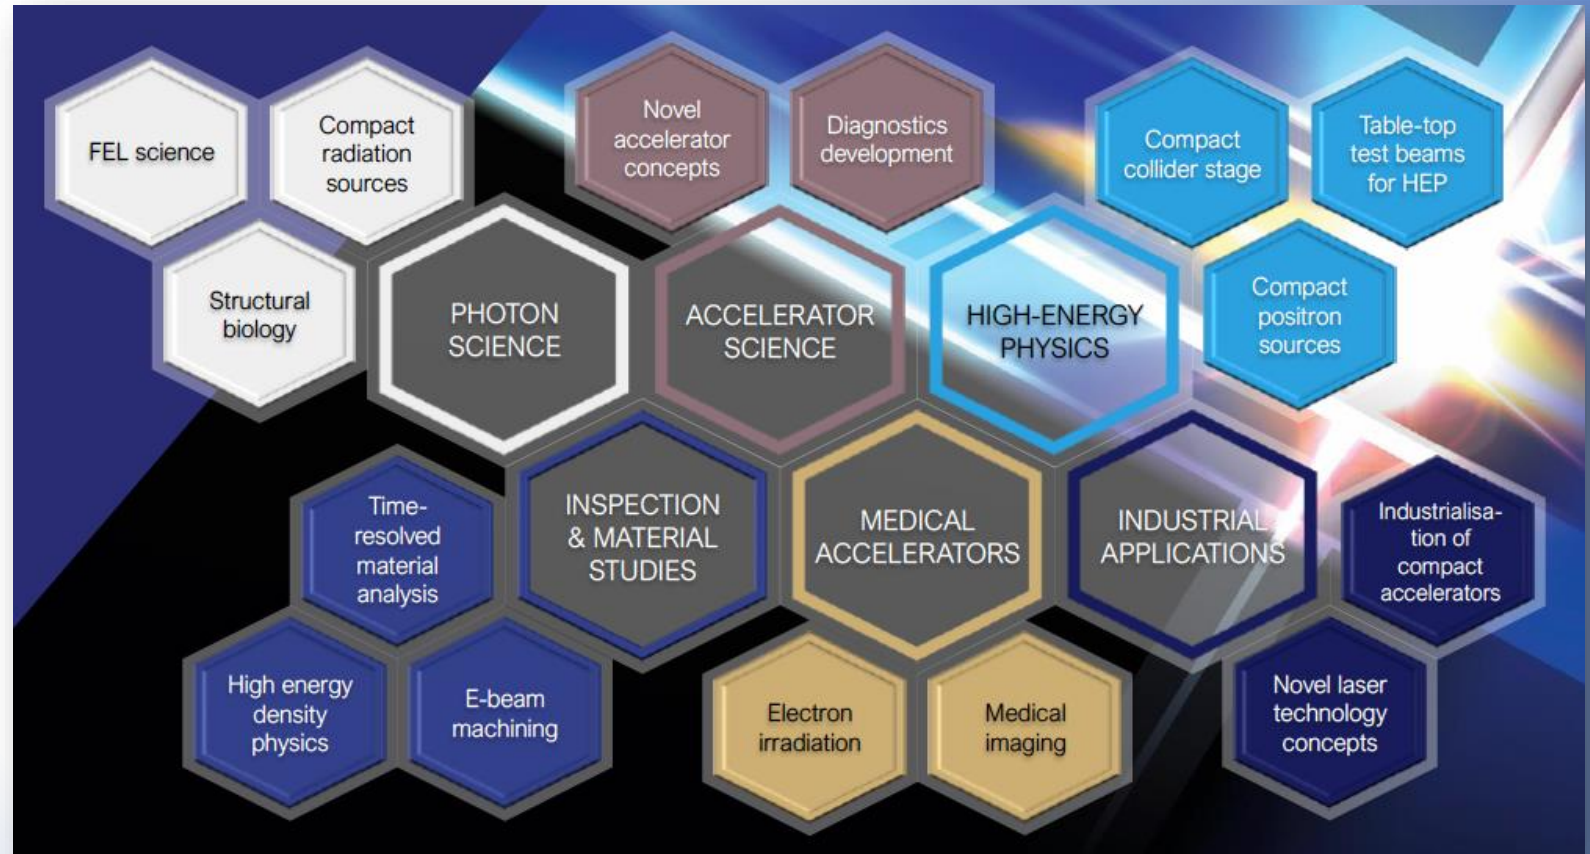 FEL science
Compact
radiation
sources
Structural
biology
PHOTON
SCIENCE
Novel
accelerator
concepts
Diagnostics
development
ACCELERATOR
SCIENCE
Compact
collider stage
Table-top
test beams
for HEP
Compact
positron
sources
HIGH-ENERGY
PHYSICS
Time-
resolved
material
analysis
High energy
density
physics
E-beam
machining
INSPECTION
& MATERIAL
STUDIES
MEDICAL
ACCELERATORS
Electron
irradiation
Medical
imaging
INDUSTRIAL
APPLICATIONS
Industrialisa-
tion of
compact
accelerators
Novel laser
technology
concepts